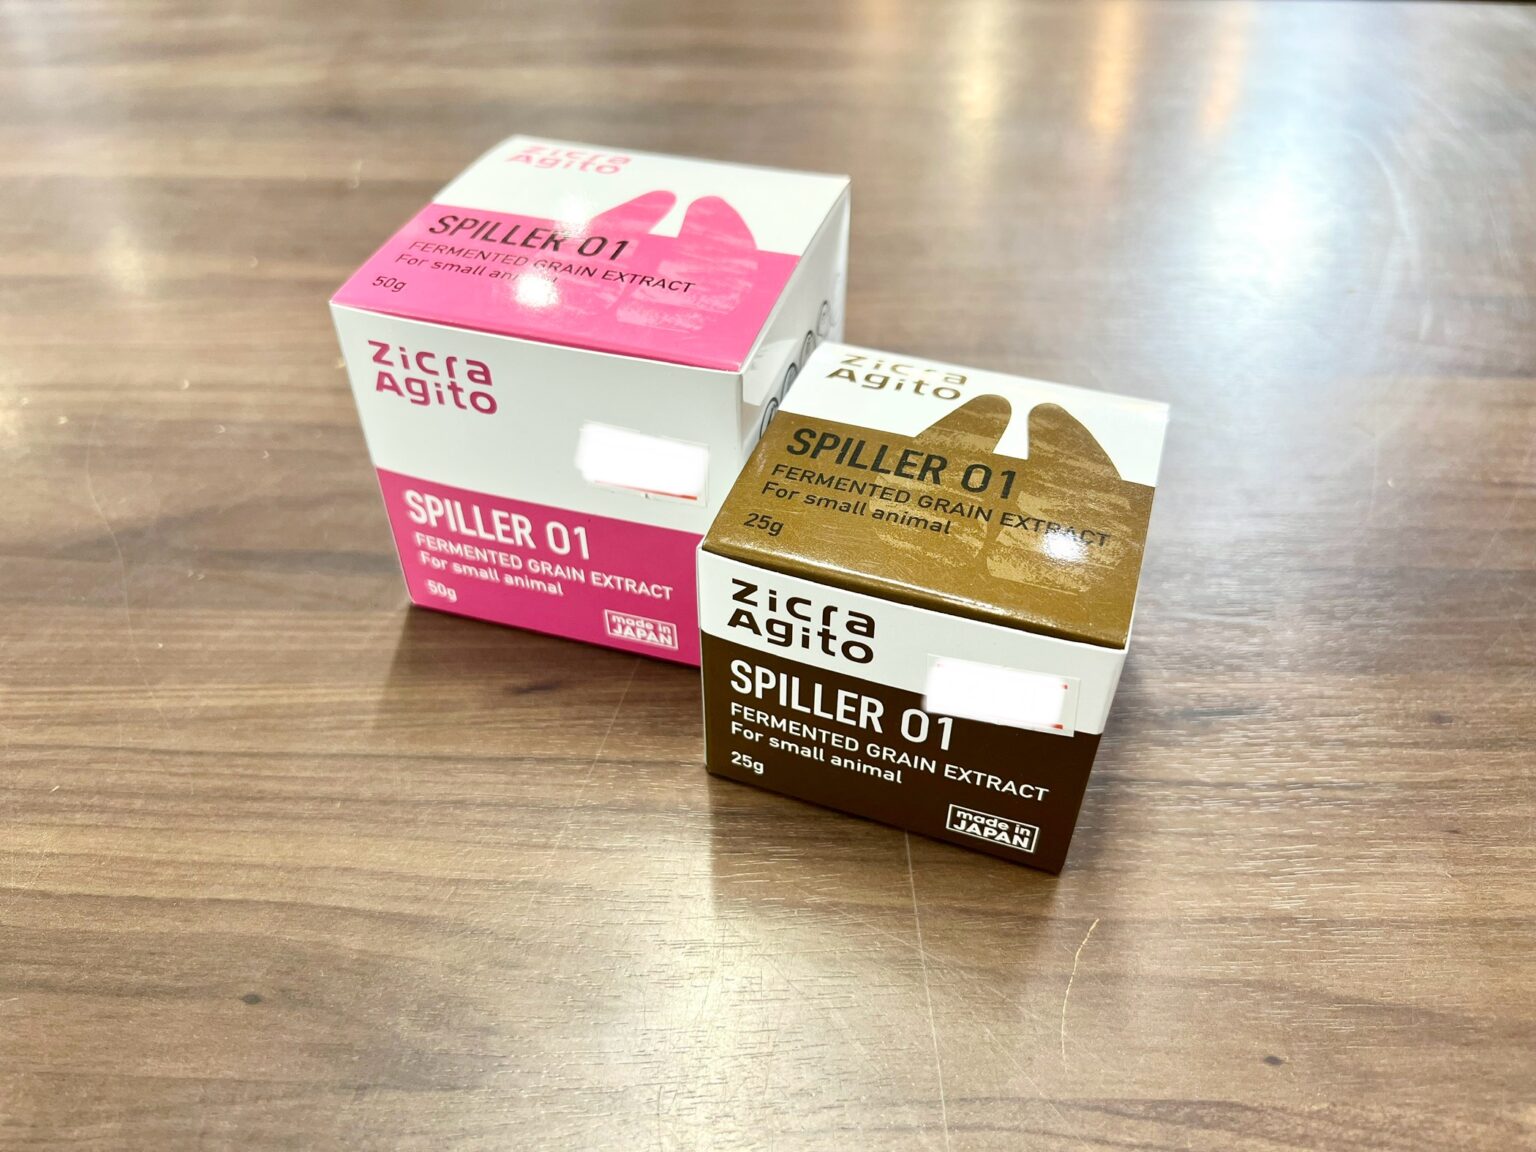 Zicra
Agito
SPILLER 01
FERMENTED GRAIN EXTRACT
For small animal
50g
Zicra
Agito
SPILLER 01
FERMENTED GRAIN EXTRACT
For small animal
50g
made in
JAPAN
Zicra
Agito
SPILLER 01
FERMENTED GRAIN EXTRACT
For small animal
25g
Zicra
Agito
SPILLER 01
FERMENTED GRAIN EXTRACT
For small animal
25g
made in
JAPAN